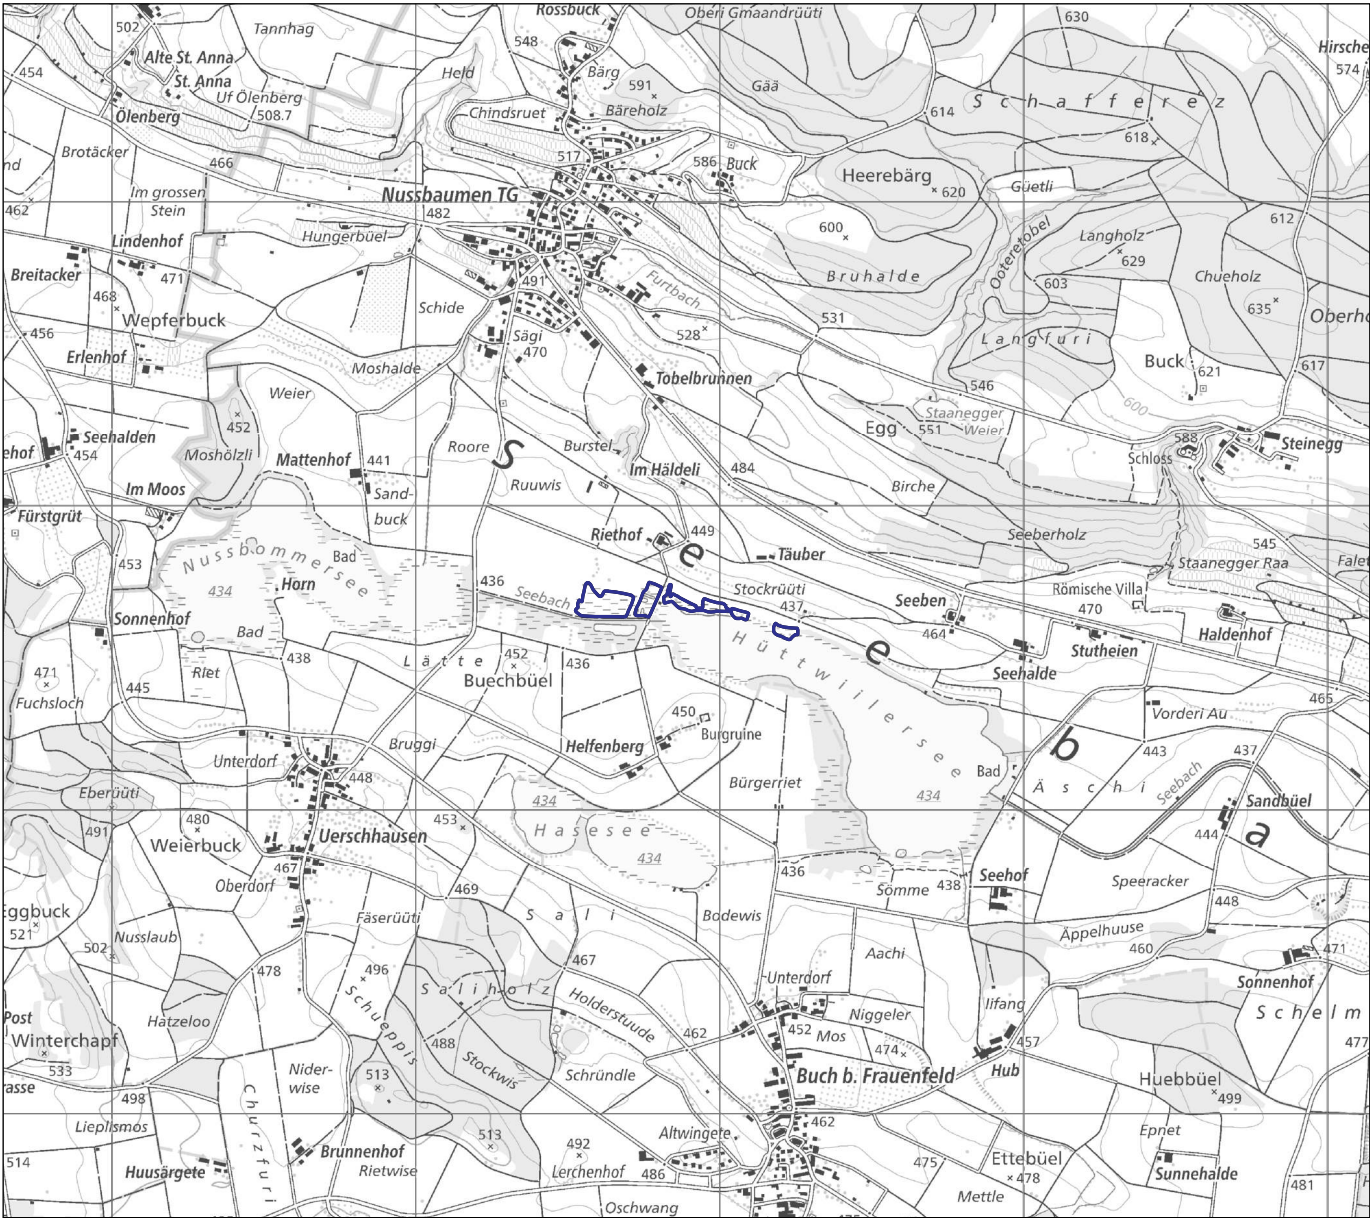 502
Tannhag
Rossbuck
548
Oberi Gmaandrüüti
630
Hirsche
574
Alte St. Anna
St. Anna
454
Uf Ölenberg
508.7
Ölenberg
Held
Chindsruet
Bärg
591
Bäreholz
Gää
614
Schafferez
618
Brotäcker
nd
462
466
Im grossen
Stein
517
586
Buck
Heerebärg
620
Güetli
Nussbaumen TG
482
Hungerbüel
Lindenhof
471
Breitacker
468
Wepferbuck
600
Bruhalde
Ooteretobel
Langholz
629
603
612
Chueholz
635
Oberho
491
Furtbach
Schide
456
Erlenhof
Sägi
470
528
531
Langfuri
Buck
621
617
Moshalde
Tobelbrunnen
546
600
Weier
452
Staanegger
Weier
Egg
551
Seehalden
454
ehof
Moshölzli
Mattenhof
441
Roore
S
Burstel
Im Häldeli
484
588
Schloss
Steinegg
Im Moos
Sand-
buck
Ruuwis
Birche
Fürstgrüt
Riethof
449
e
Täuber
Seeberholz
545
Staanegger Raa
Falet
453
Nussbommersee
Bad
434
Horn
436
Seebach
Stockrüüti
437
Seeben
464
Römische Villa
470
Haldenhof
Stutheien
Sonnenhof
Bad
438
Lätte
452
Buechbüel
436
Hüttwiilersee
e
Seehalde
471
Fuchsloch
Riet
445
465
Vorderi Au
450
Burgruine
Helfenberg
b
443
437
Bruggi
Unterdorf
448
Bürgerriet
Bad
434
Äschi
Seebach
Sandbüel
444
a
Eberüüti
491
480
Weierbuck
Uerschhausen
453
434
Hasesee
434
467
Oberdorf
436
Sömme
438
Seehof
Speeracker
448
Eggbuck
521
469
Fäserüüti
Sali
Bodewis
Nusslaub
502
Äppelhuuse
460
471
Sonnenhof
478
496
Schueppis
467
Saliholz
Aachi
Unterdorf
Iifang
Schelm
Post
Winterchapf
533
Hatzeloo
Holderstuude
462
452
Niggeler
Mos
474
457
Hub
477
488
Stockwis
Nider-
wise
513
Schründle
Buch b. Frauenfeld
Huebbüel
499
rasse
498
Churzfuri
Lieplismos
462
Altwingete
Epnet
514
Huusärgete
Brunnenhof
Rietwise
513
492
Lerchenhof
486
475
Ettebüel
478
Mettle
Sunnehalde
481
Oschwang